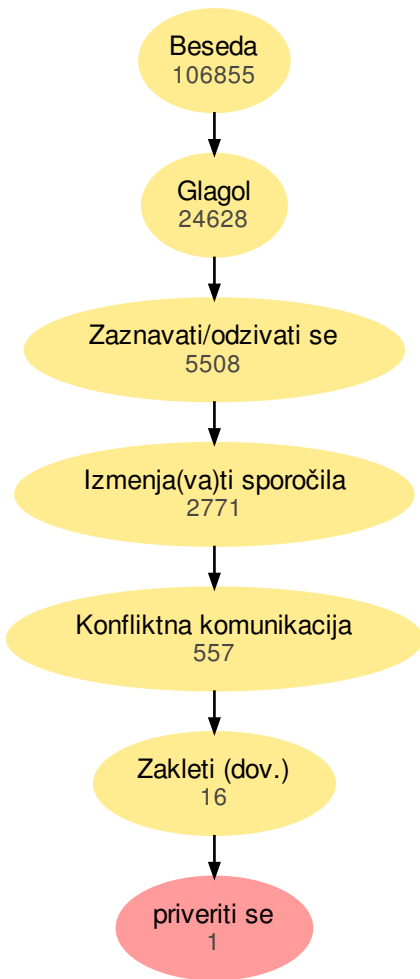 Beseda
106855
Glagol
24628
Zaznavati/odzivati se
5508
Izmenja(va)ti sporočila
2771
Konfliktna komunikacija
557
Zakleti (dov.)
16
priveriti se
1